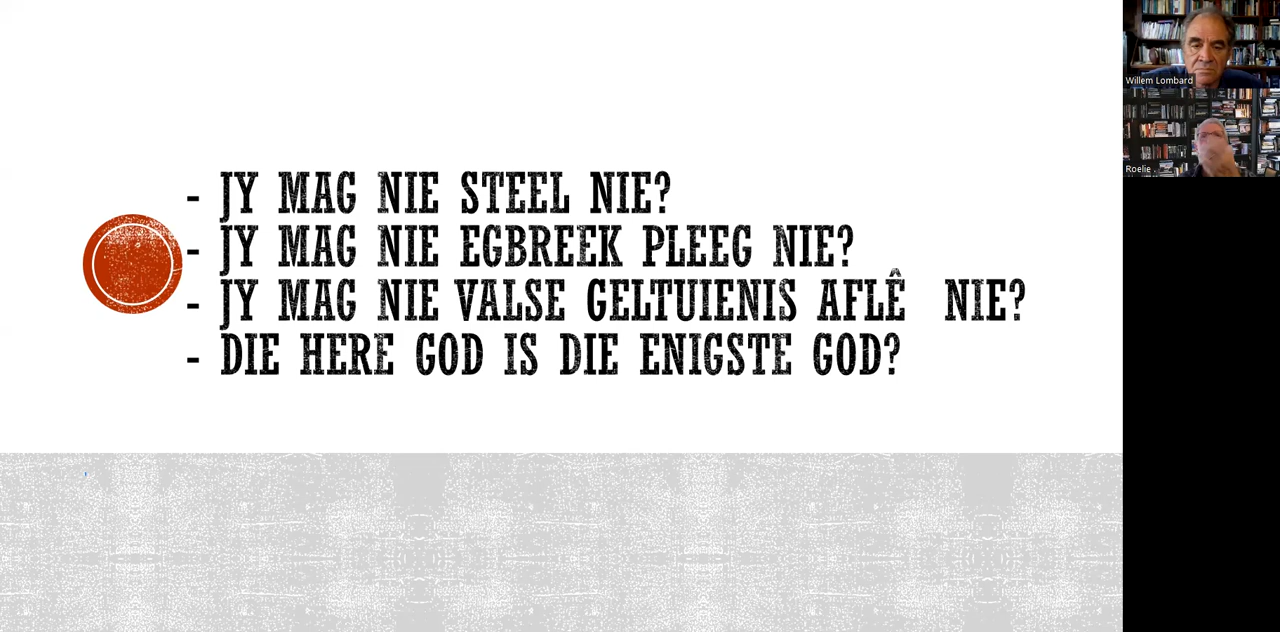 - JY MAG NIE STEEL NIE?
- JY MAG NIE EGBREEK PLEEG NIE?
- JY MAG NIE VALSE GELTUIENIS AFLÊ NIE?
- DIE HERE GOD IS DIE ENIGSTE GOD?
Willem Lombard
Roelie .